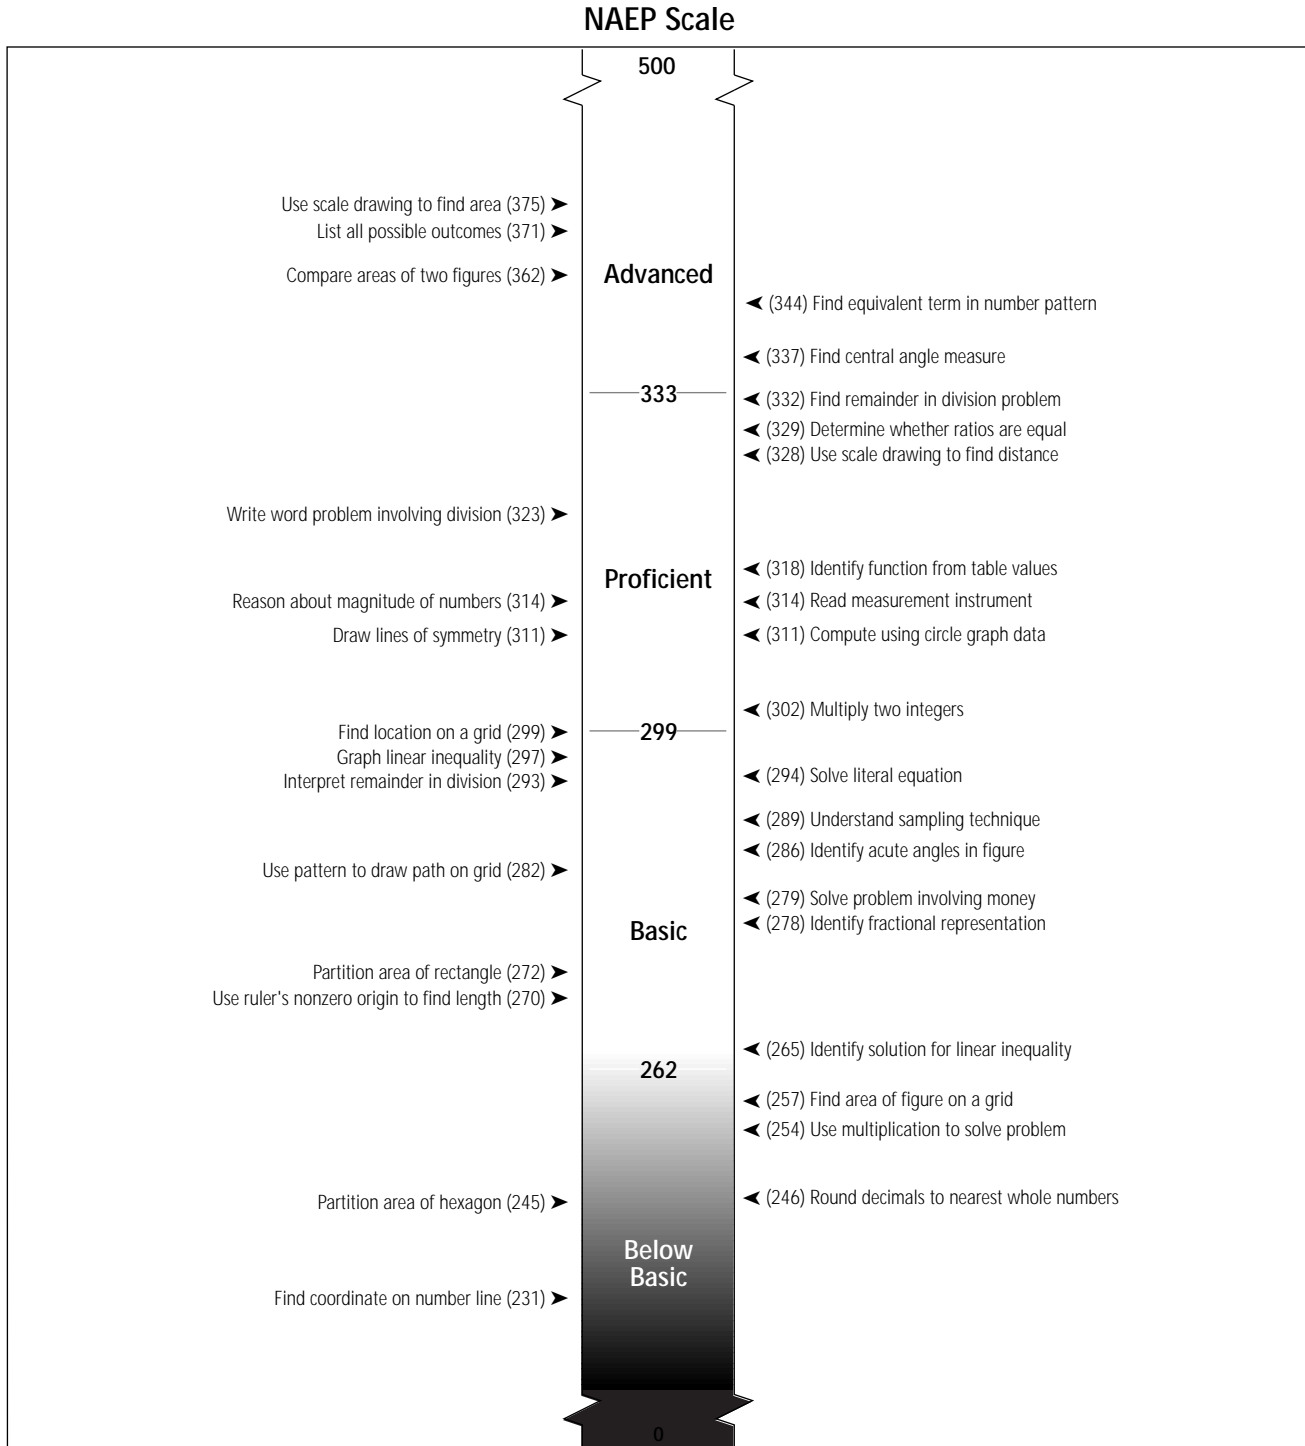 NAEP Scale
500
Use scale drawing to find area (375) ➤
List all possible outcomes (371) ➤
Compare areas of two figures (362) ➤
Advanced
(344) Find equivalent term in number pattern
(337) Find central angle measure
333
(332) Find remainder in division problem
(329) Determine whether ratios are equal
(328) Use scale drawing to find distance
Write word problem involving division (323) ➤
(318) Identify function from table values
Proficient
Reason about magnitude of numbers (314) ➤
(314) Read measurement instrument
Draw lines of symmetry (311) ➤
(311) Compute using circle graph data
(302) Multiply two integers
Find location on a grid (299) ➤
299
Graph linear inequality (297) ➤
(294) Solve literal equation
Interpret remainder in division (293) ➤
(289) Understand sampling technique
(286) Identify acute angles in figure
Use pattern to draw path on grid (282) ➤
(279) Solve problem involving money
(278) Identify fractional representation
Basic
Partition area of rectangle (272) ➤
Use ruler's nonzero origin to find length (270) ➤
(265) Identify solution for linear inequality
262
(257) Find area of figure on a grid
(254) Use multiplication to solve problem
(246) Round decimals to nearest whole numbers
Partition area of hexagon (245) ➤
Below
Basic
Find coordinate on number line (231) ➤
0